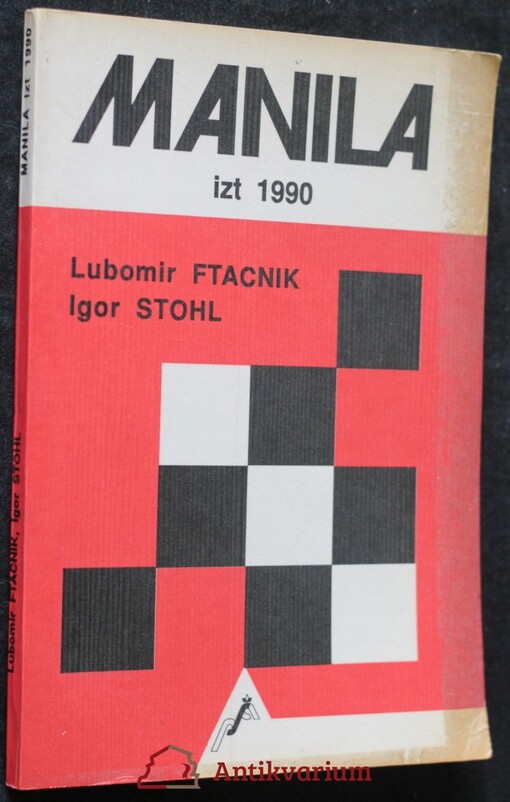 MANILA
izt 1990
Lubomir FTACNIK
Igor STOHL
MANILA izt 1990
Lubomir FTACNIK, Igor STOHL
Antikvarium